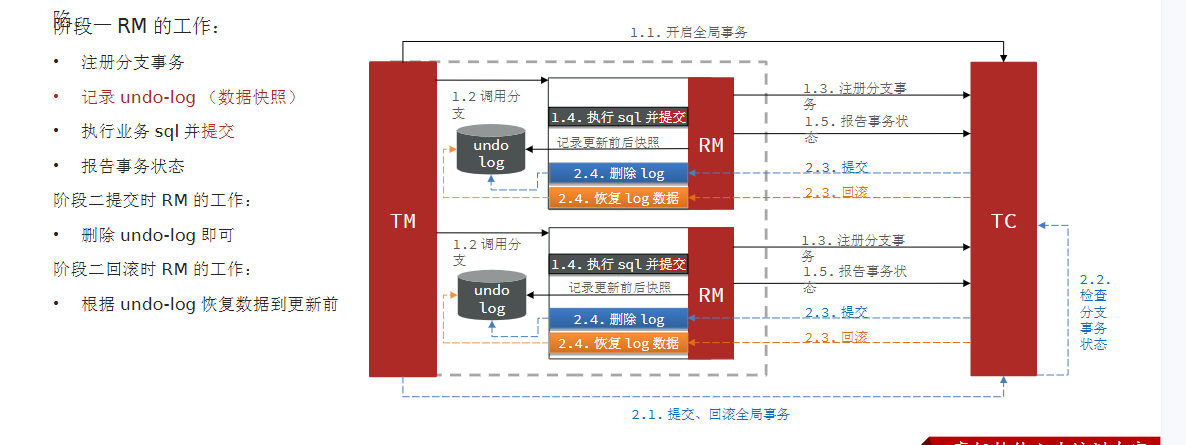 陷
阶段一 RM 的工作：
• 注册分支事务
• 记录 undo-log （数据快照）
• 执行业务 sql 并提交
• 报告事务状态
阶段二提交时 RM 的工作：
• 删除 undo-log 即可
阶段二回滚时 RM 的工作：
• 根据 undo-log 恢复数据到更新前
1.1. 开启全局事务
TM
1.2 调用分
支
undo
log
1.4. 执行 sql 并提交
记录更新前后快照
2.4. 删除 log
2.4. 恢复 log 数据
RM
1.3. 注册分支事
务
1.5. 报告事务状
态
2.3. 提交
2.3. 回滚
TC
1.2 调用分
支
undo
log
1.4. 执行 sql 并提交
记录更新前后快照
2.4. 删除 log
2.4. 恢复 log 数据
RM
1.3. 注册分支事
务
1.5. 报告事务状
态
2.3. 提交
2.3. 回滚
2.2.
检查
分支
事务
状态
2.1. 提交、回滚全局事务